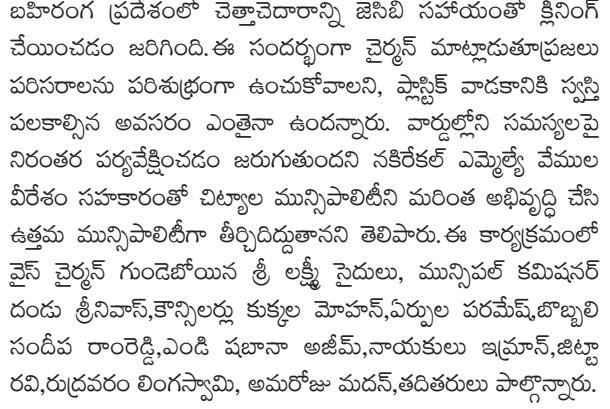 బహిరంగ ప్రదేశంలో చెత్తాచెదారాన్ని జెసిబి సహాయంతో క్లీనింగ్
చేయించడం జరిగింది.ఈ సందర్భంగా చైర్మన్ మాట్లాడుతూప్రజలు
పరిసరాలను పరిశుభ్రంగా ఉంచుకోవాలని, ప్లాస్టిక్ వాడకానికి స్వస్తి
పలకాల్సిన అవసరం ఎంతైనా ఉందన్నారు. వార్డుల్లోని సమస్యలపై
నిరంతర పర్యవేక్షించడం జరుగుతుందని నకిరేకల్ ఎమ్మెల్యే వేముల
వీరేశం సహకారంతో చిట్యాల మున్సిపాలిటీని మరింత అభివృద్ధి చేసి
ఉత్తమ మున్సిపాలిటీగా తీర్చిదిద్దుతానని తెలిపారు.ఈ కార్యక్రమంలో
వైస్ చైర్మన్ గుండెబోయిన శ్రీ లక్ష్మీ సైదులు, మున్సిపల్ కమిషనర్
దండు శ్రీనివాస్,కౌన్సిలర్లు కుక్కల మోహన్,ఏర్పుల పరమేష్,బొబ్బలి
సందీప రాంరెడ్డి,ఎండి షబానా అజీమ్,నాయకులు ఇమ్రాన్,జిట్టా
రవి,రుద్రవరం లింగస్వామి, అమరోజు మదన్,తదితరులు పాల్గొన్నారు.